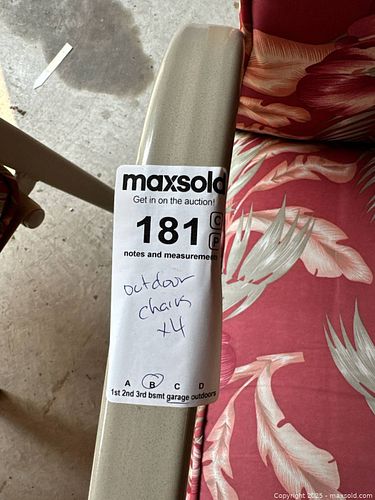 maxsold
Get in on the auction!
181 C
P
notes and measurements
outdoor
chairs
x4
A B C D
1st 2nd 3rd bsmt garage outdoors
Copyright 2025 - maxsold.com